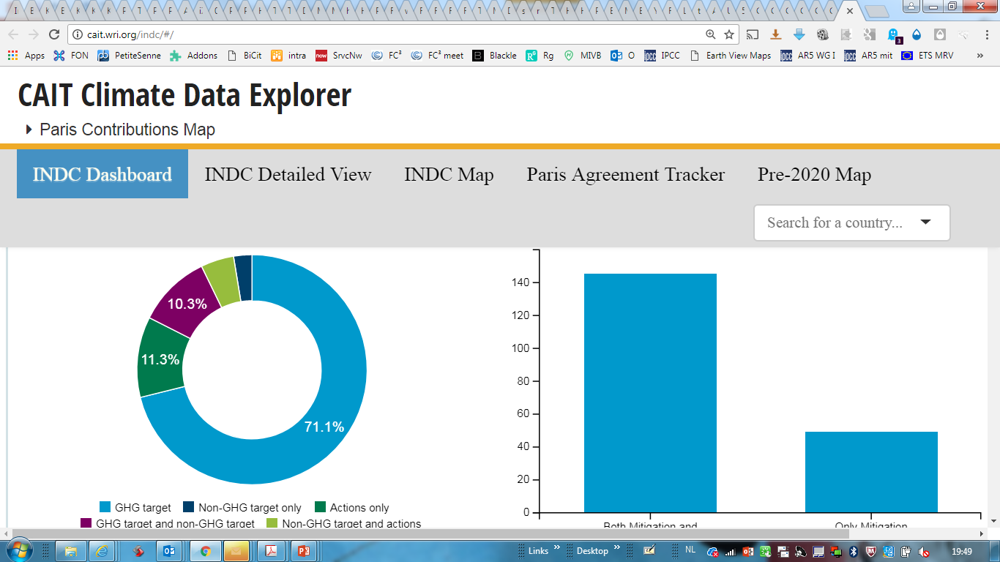 cait.wri.org/indc/#/
Apps FON PetiteSenne Addons BiCit intra SrvcNw FC³ FC³ meet Blackle Rg MIVB O IPCC Earth View Maps AR5 WG I AR5 mit ETS MRV »
CAIT Climate Data Explorer
Paris Contributions Map
INDC Dashboard INDC Detailed View INDC Map Paris Agreement Tracker Pre-2020 Map
Search for a country...
10.3%
11.3%
71.1%
GHG target Non-GHG target only Actions only
GHG target and non-GHG target Non-GHG target and actions
140
120
100
80
60
40
20
0
Both Mitigation and Only Mitigation
Links » Desktop » NL 19:49